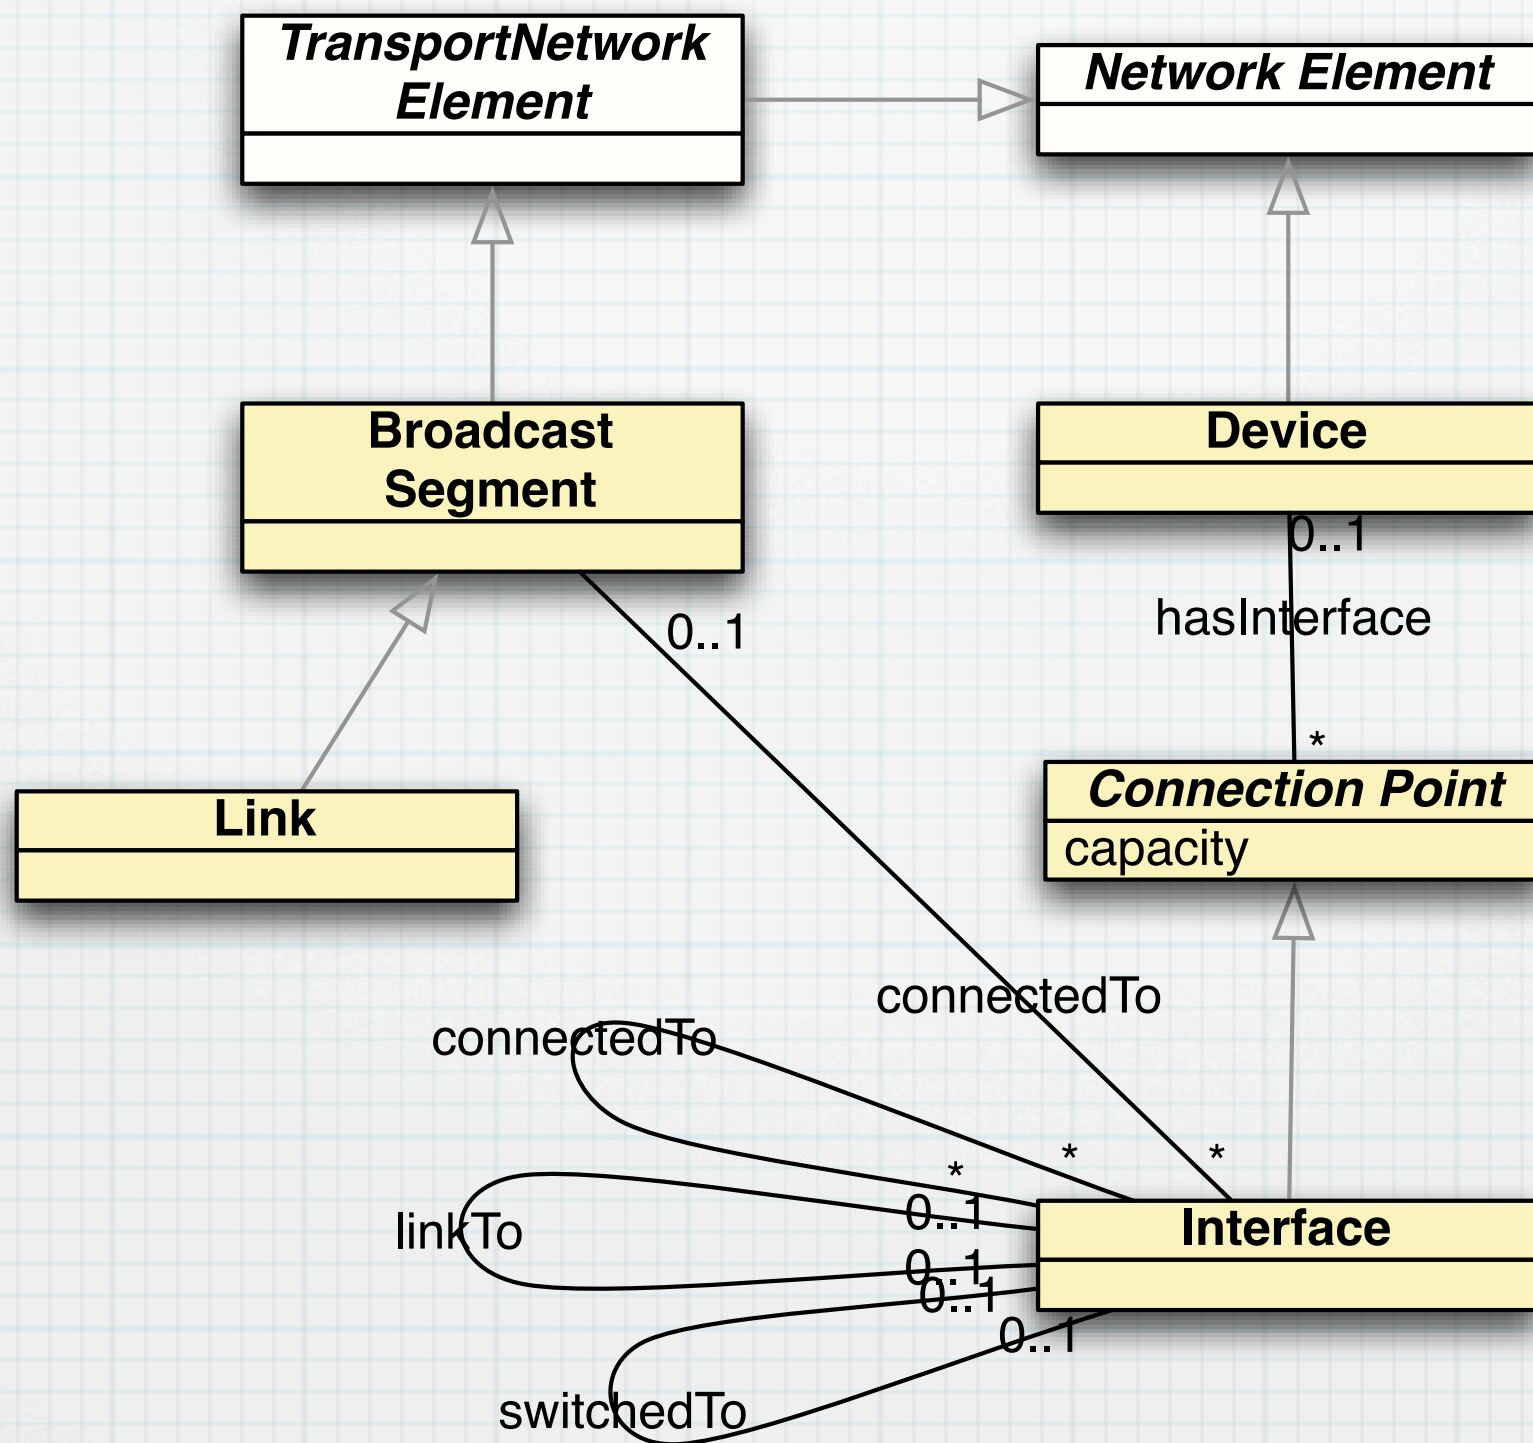 TransportNetwork
Element
Network Element
Broadcast
Segment
Device
0..1
0..1
hasInterface
*
Connection Point
capacity
Link
connectedTo
connectedTo
*
*
*
0..1
linkTo
Interface
0..1
0..1
0..1
switchedTo